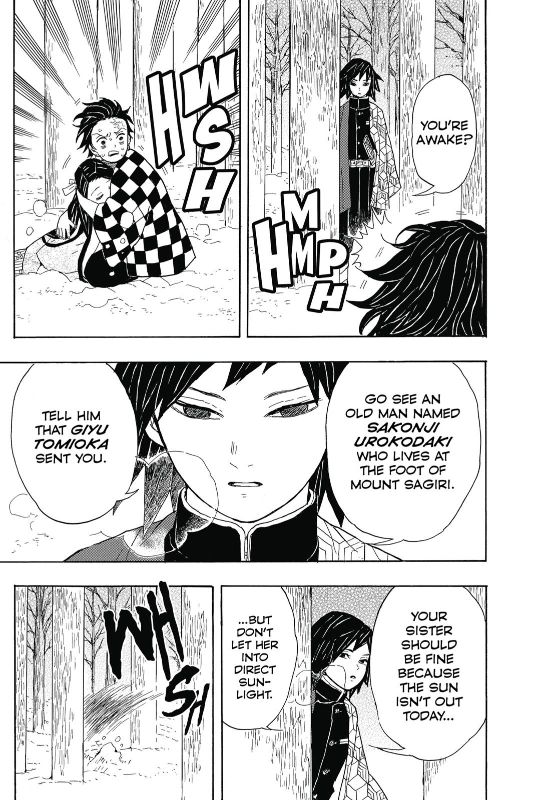 YOU'RE
AWAKE?
HMMPH
HWSH
GO SEE AN
OLD MAN NAMED
SAKONJI
UROKODAKI
WHO LIVES AT
THE FOOT OF
MOUNT SAGIRI.
TELL HIM
THAT GIYU
TOMIOKA
SENT YOU.
YOUR
SISTER
SHOULD
BE FINE
BECAUSE
THE SUN
ISN'T OUT
TODAY...
...BUT
DON'T
LET HER
INTO
DIRECT
SUN-
LIGHT.
WHSH